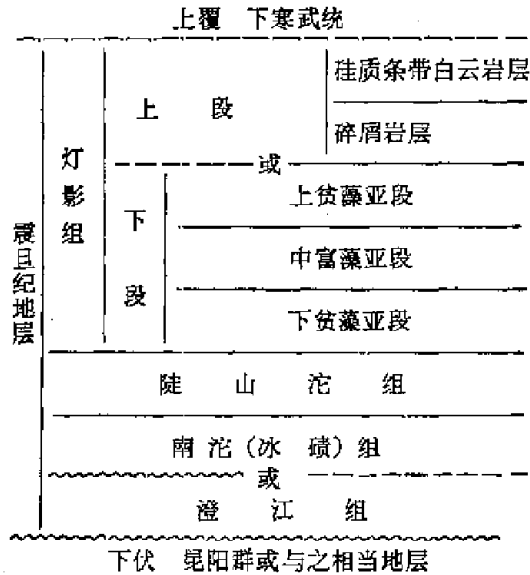 上覆 下寒武统
硅质条带白云岩层
上段
碎屑岩层
或
灯影组
上贫藻亚段
下段
中富藻亚段
下贫藻亚段
震旦纪地层
陡山沱组
南沱(冰碛)组
或
澄江组
下伏 昆阳群或与之相当地层